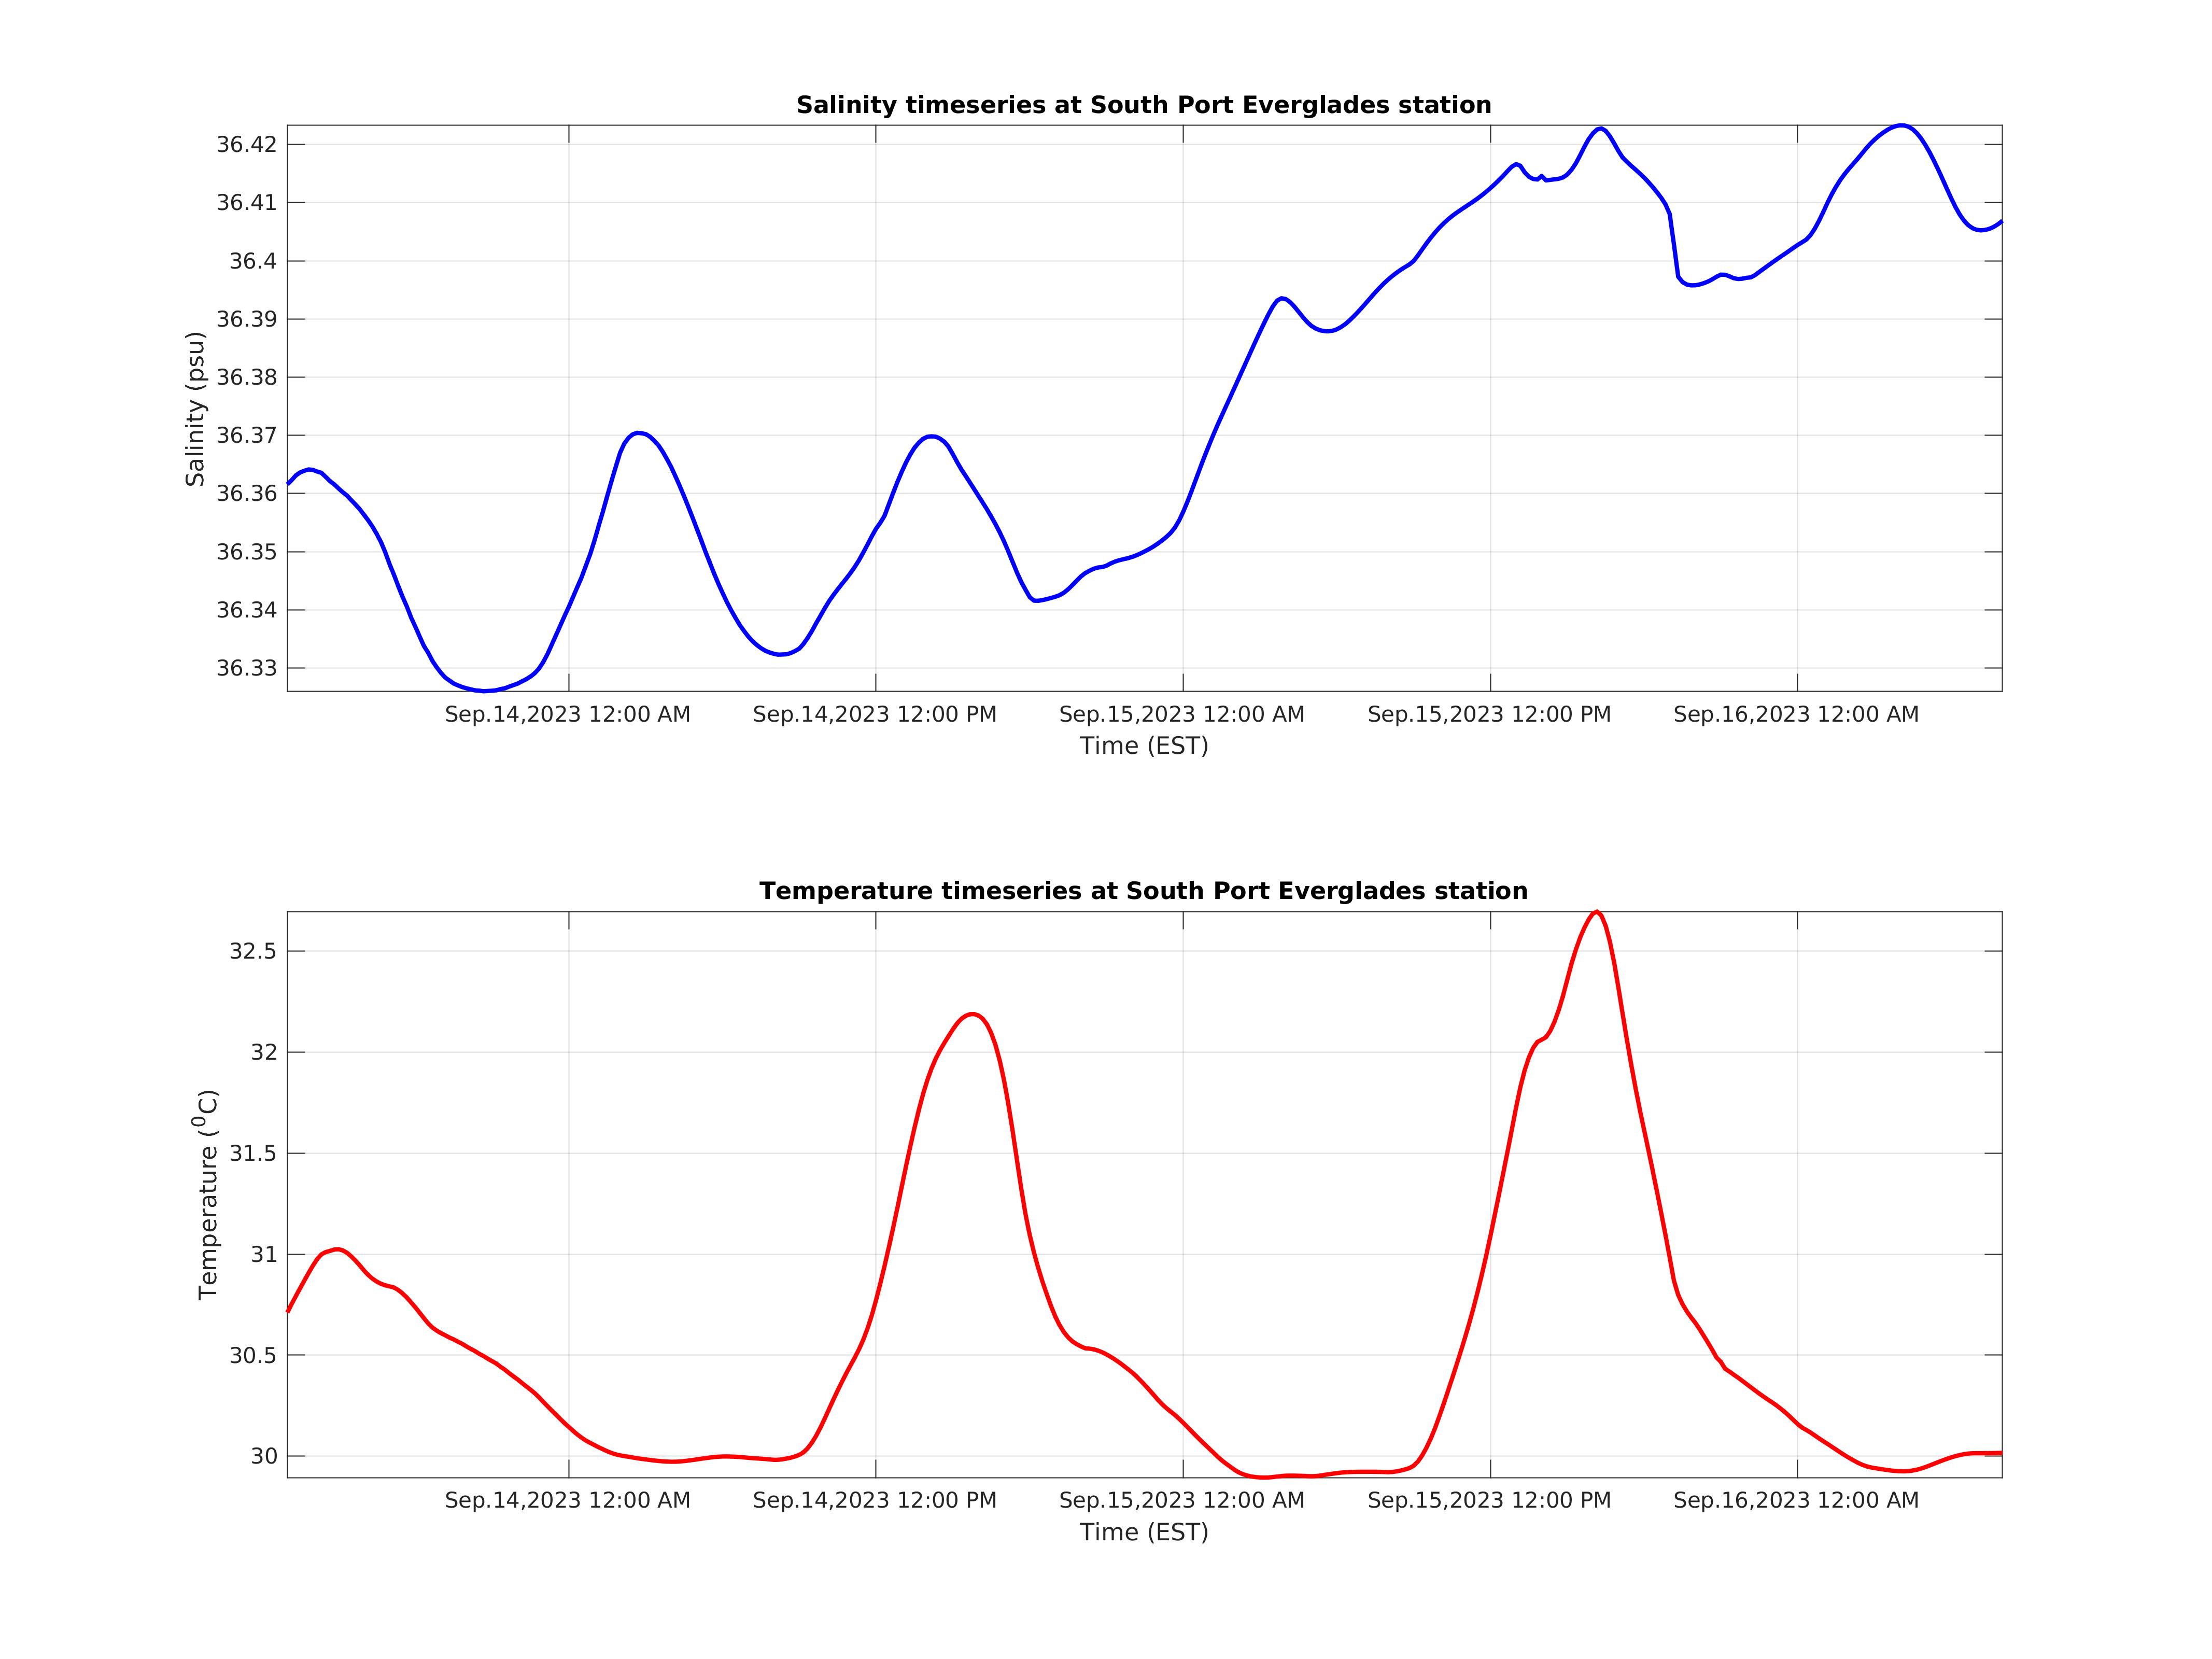 Salinity timeseries at South Port Everglades station
36.42
36.41
36.4
36.39
36.38
36.37
36.36
36.35
36.34
36.33
Salinity (psu)
Sep.14,2023 12:00 AM Sep.14,2023 12:00 PM Sep.15,2023 12:00 AM Sep.15,2023 12:00 PM Sep.16,2023 12:00 AM
Time (EST)
Temperature timeseries at South Port Everglades station
32.5
32
31.5
31
30.5
30
Temperature (⁰C)
Sep.14,2023 12:00 AM Sep.14,2023 12:00 PM Sep.15,2023 12:00 AM Sep.15,2023 12:00 PM Sep.16,2023 12:00 AM
Time (EST)